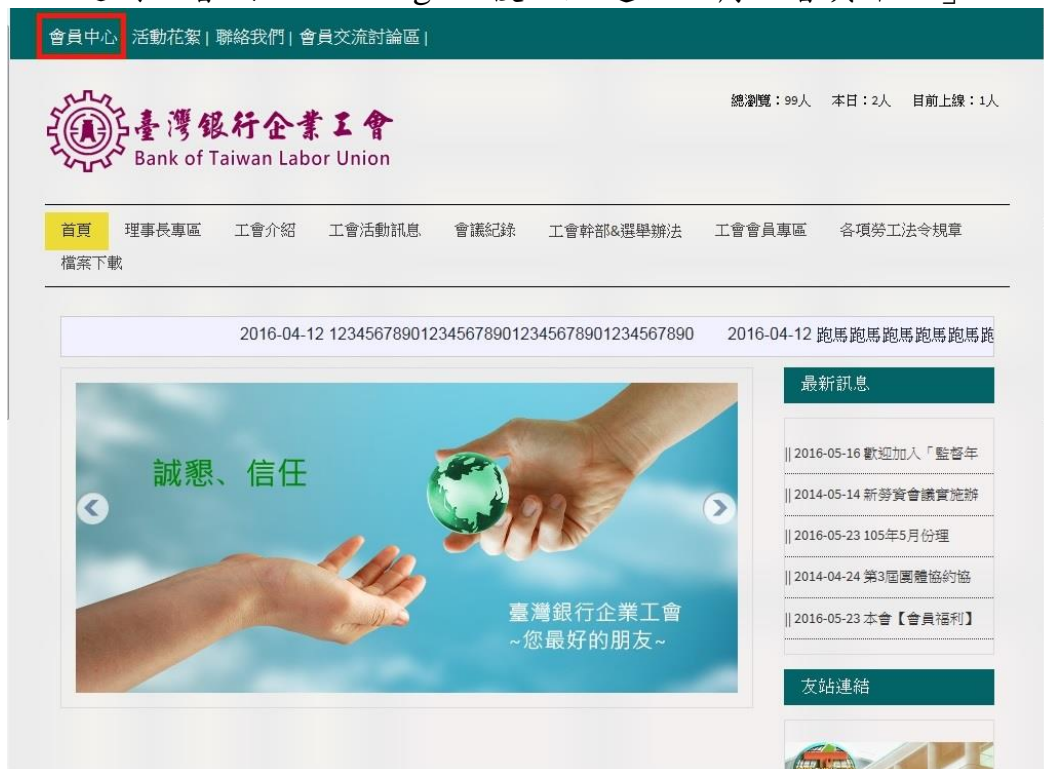 會員中心 活動花絮 | 聯絡我們 | 會員交流討論區 |
總瀏覽：99人 本日：2人 目前上線：1人
臺灣銀行企業工會
Bank of Taiwan Labor Union
首頁 理事長專區 工會介紹 工會活動訊息 會議紀錄 工會幹部&選舉辦法 工會會員專區 各項勞工法令規章
檔案下載
2016-04-12 1234567890123456789012345678901234567890 2016-04-12 跑馬跑馬跑馬跑馬跑馬跑
最新訊息
誠懇、信任
|| 2016-05-16 歡迎加入「監督年
|| 2014-05-14 新勞資會議實施辦
|| 2016-05-23 105年5月份理
|| 2014-04-24 第3屆團體協約協
|| 2016-05-23 本會【會員福利】
臺灣銀行企業工會
~您最好的朋友~
友站連結